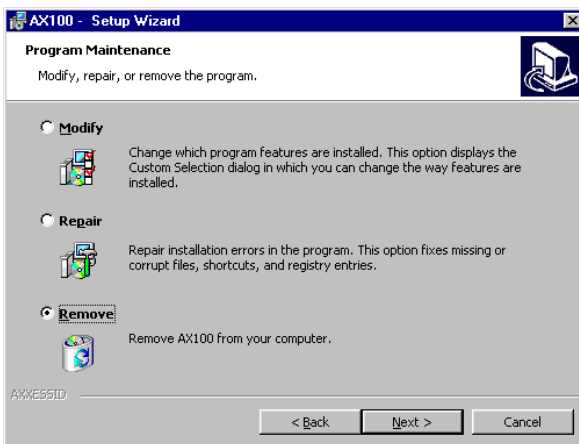 AX100 - Setup Wizard
Program Maintenance
Modify, repair, or remove the program.
Modify
Change which program features are installed. This option displays the
Custom Selection dialog in which you can change the way features are
installed.
Repair
Repair installation errors in the program. This option fixes missing or
corrupt files, shortcuts, and registry entries.
Remove
Remove AX100 from your computer.
AXXESSID
< Back
Next >
Cancel